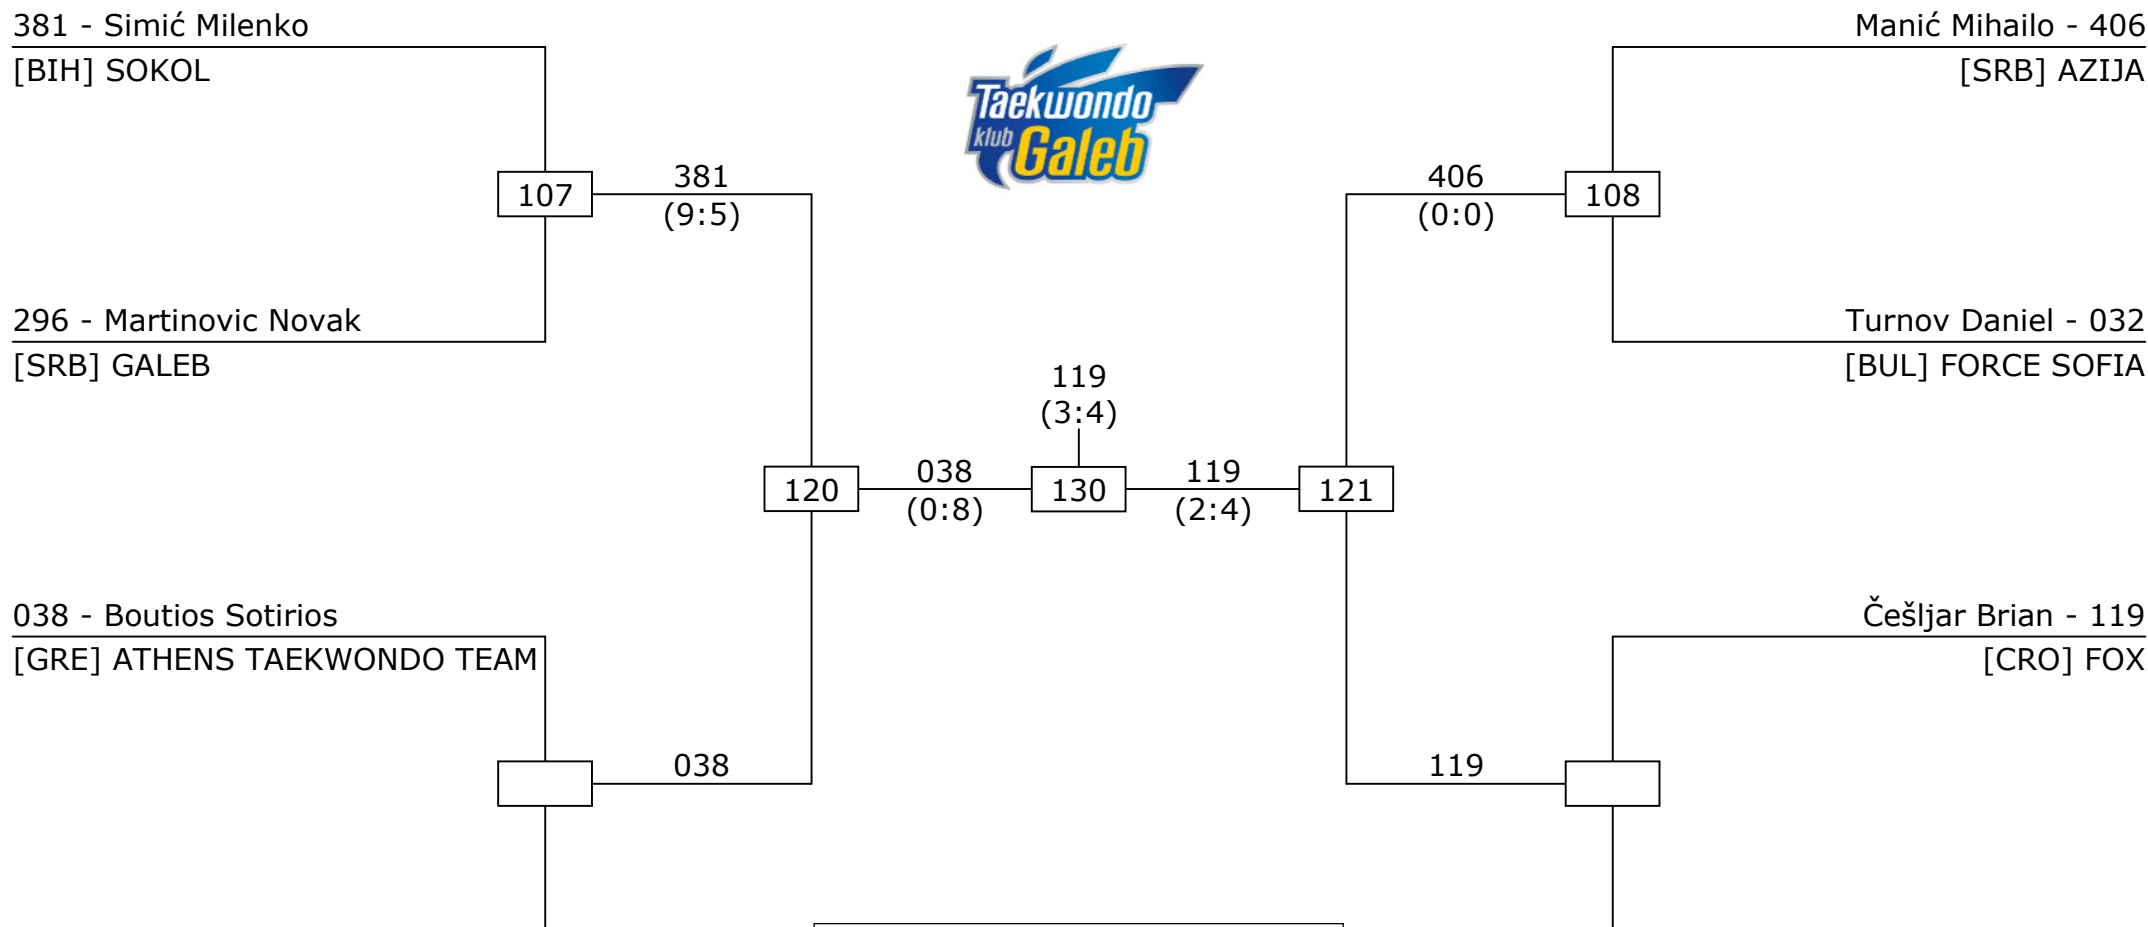 381 - Simić Milenko
[BIH] SOKOL
Manić Mihailo - 406
[SRB] AZIJA
Taekwondo
klub
Galeb
107
381
(9:5)
406
(0:0)
108
296 - Martinovic Novak
[SRB] GALEB
Turnov Daniel - 032
[BUL] FORCE SOFIA
119
(3:4)
120
038
(0:8)
130
119
(2:4)
121
038 - Boutios Sotirios
[GRE] ATHENS TAEKWONDO TEAM
Češljar Brian - 119
[CRO] FOX
038
119